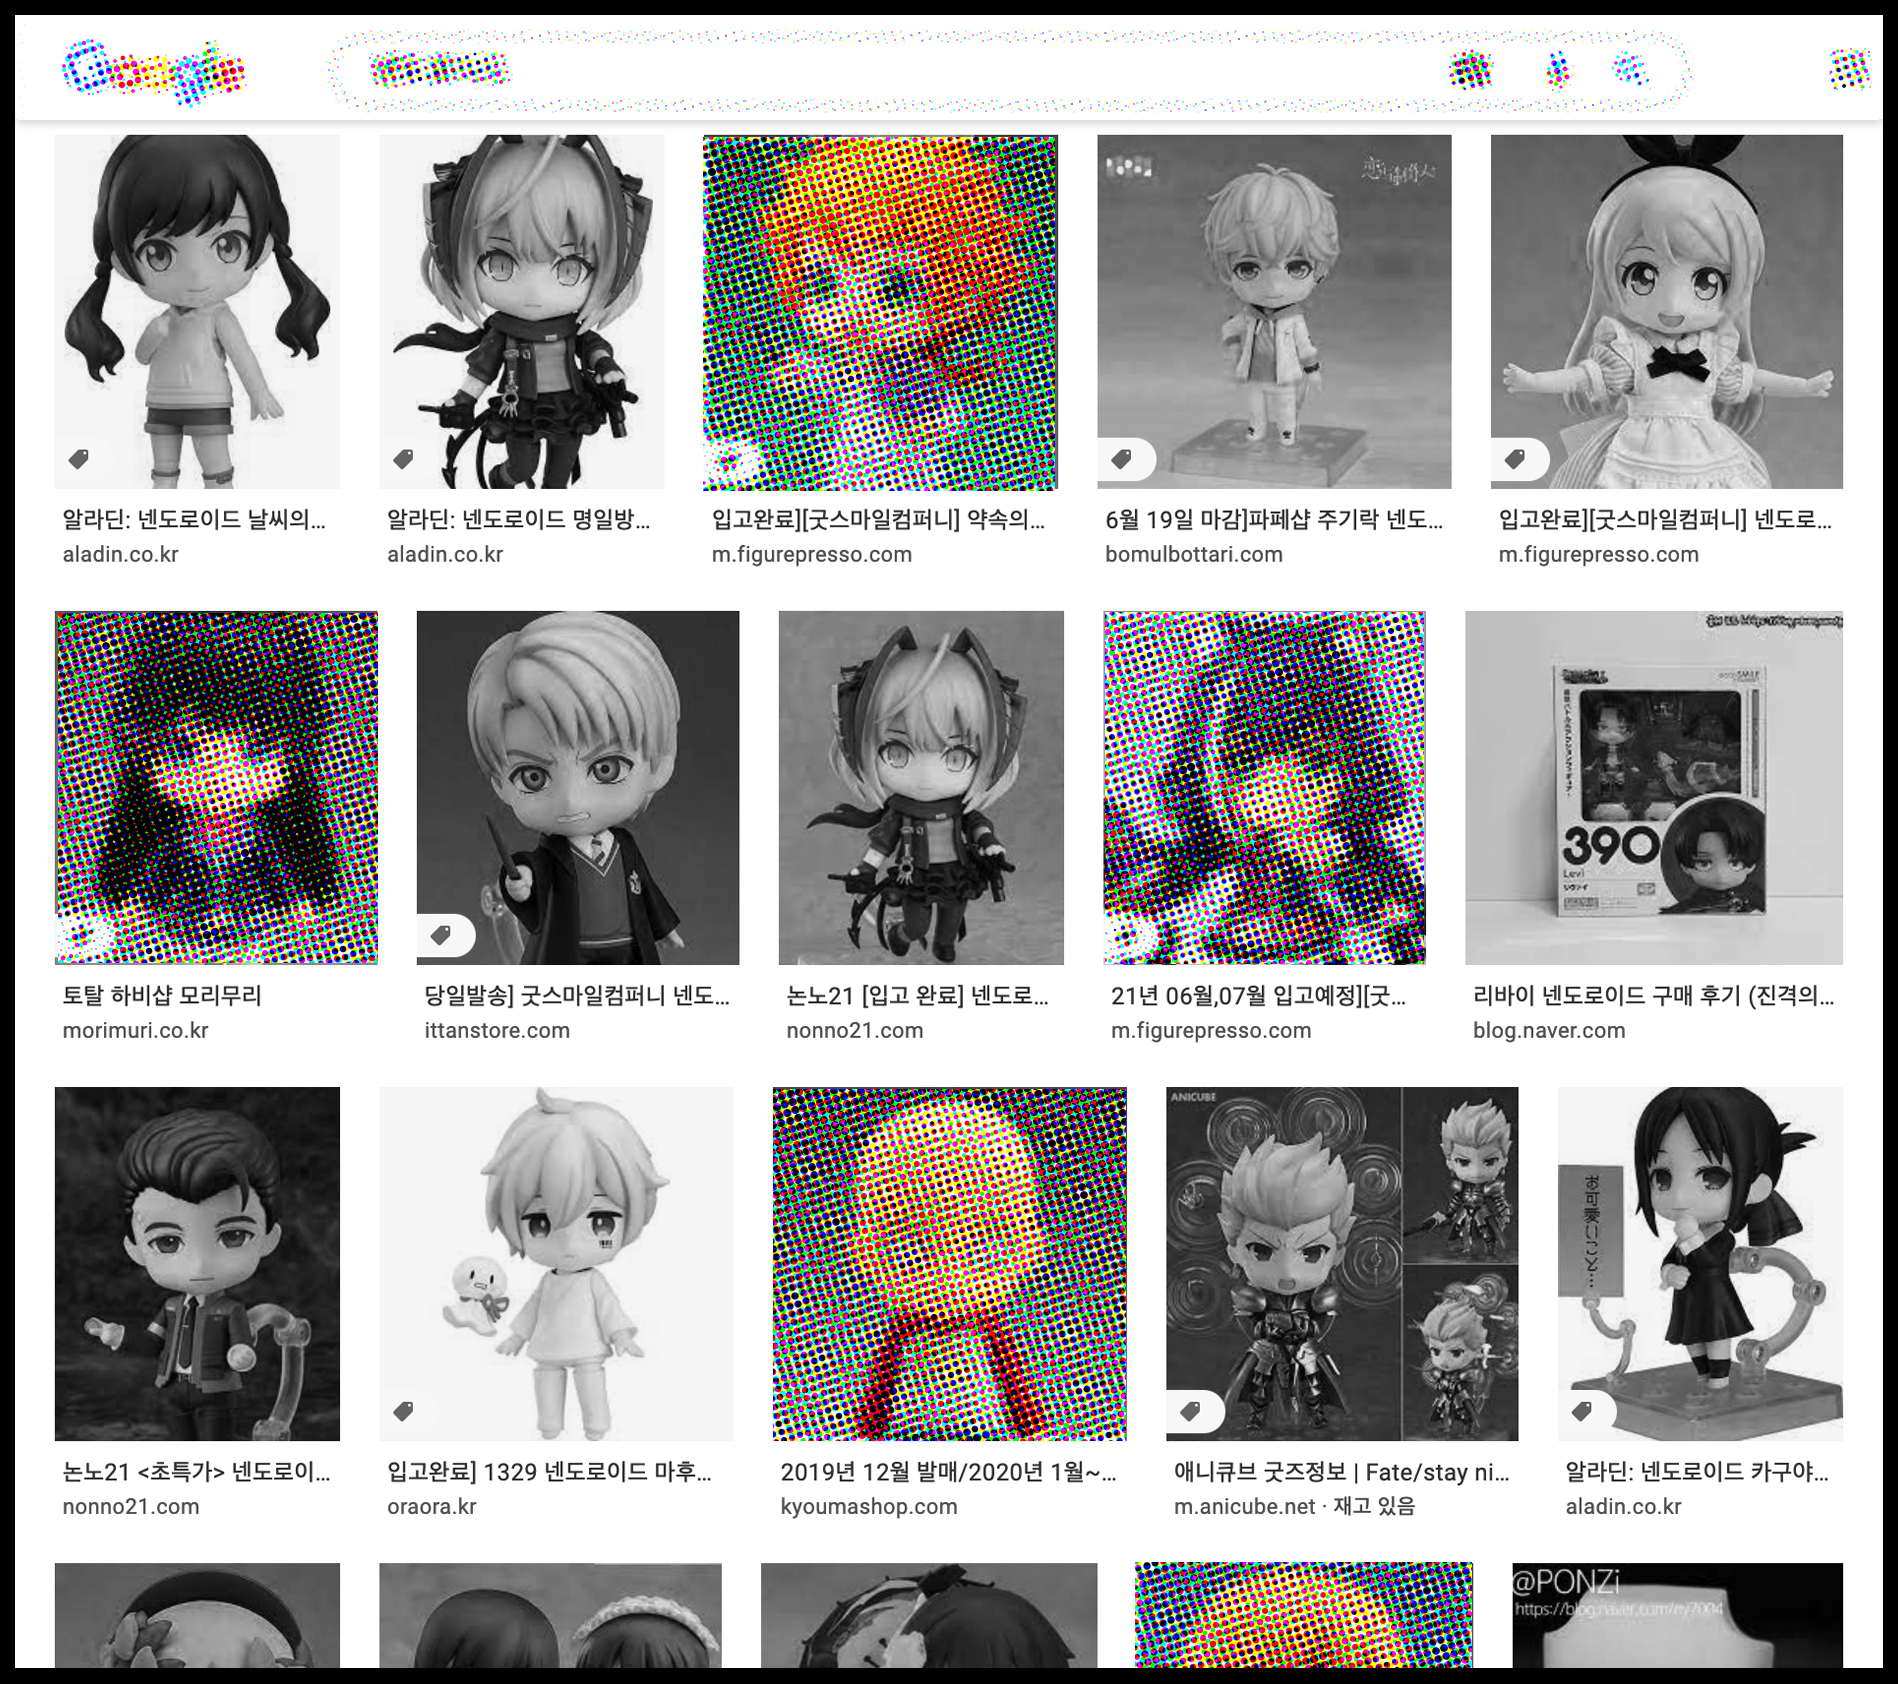 Google
알라딘: 넨도로이드 날씨의...
aladin.co.kr
알라딘: 넨도로이드 명일방...
aladin.co.kr
입고완료][굿스마일컴퍼니] 약속의...
m.figurepresso.com
6월 19일 마감]파페샵 주기락 넨도...
bomulbottari.com
입고완료][굿스마일컴퍼니] 넨도로...
m.figurepresso.com
390
Levi
リヴァイ
토탈 하비샵 모리무리
morimuri.co.kr
당일발송] 굿스마일컴퍼니 넨도...
ittanstore.com
논노21 [입고 완료] 넨도로...
nonno21.com
21년 06월,07월 입고예정][굿...
m.figurepresso.com
리바이 넨도로이드 구매 후기 (진격의...
blog.naver.com
ANICUBE
お可愛いこと…
논노21 <초특가> 넨도로이...
nonno21.com
입고완료] 1329 넨도로이드 마후...
oraora.kr
2019년 12월 발매/2020년 1월~...
kyoumashop.com
애니큐브 굿즈정보 | Fate/stay ni...
m.anicube.net · 재고 있음
알라딘: 넨도로이드 카구야...
aladin.co.kr
@PONZi
https://blog.naver.com/ey7004